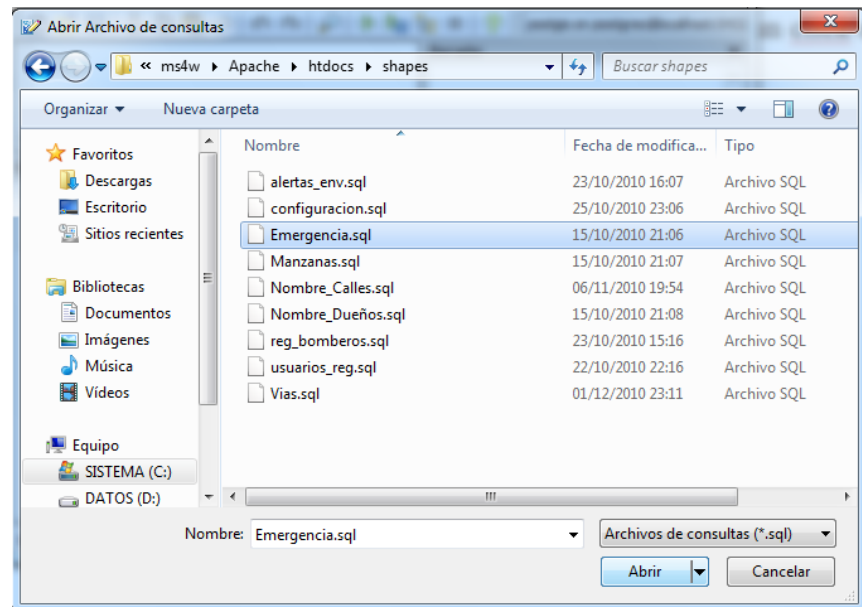 Abrir Archivo de consultas
« ms4w Apache htdocs shapes Buscar shapes
Organizar Nueva carpeta
Nombre Fecha de modifica... Tipo
Favoritos
Descargas
Escritorio
Sitios recientes
Bibliotecas
Documentos
Imágenes
Música
Vídeos
Equipo
SISTEMA (C:)
DATOS (D:)
alertas_env.sql 23/10/2010 16:07 Archivo SQL
configuracion.sql 25/10/2010 23:06 Archivo SQL
Emergencia.sql 15/10/2010 21:06 Archivo SQL
Manzanas.sql 15/10/2010 21:07 Archivo SQL
Nombre_Calles.sql 06/11/2010 19:54 Archivo SQL
Nombre_Dueños.sql 15/10/2010 21:08 Archivo SQL
reg_bomberos.sql 23/10/2010 15:16 Archivo SQL
usuarios_reg.sql 22/10/2010 22:16 Archivo SQL
Vias.sql 01/12/2010 23:11 Archivo SQL
Nombre: Emergencia.sql Archivos de consultas (*.sql)
Abrir Cancelar